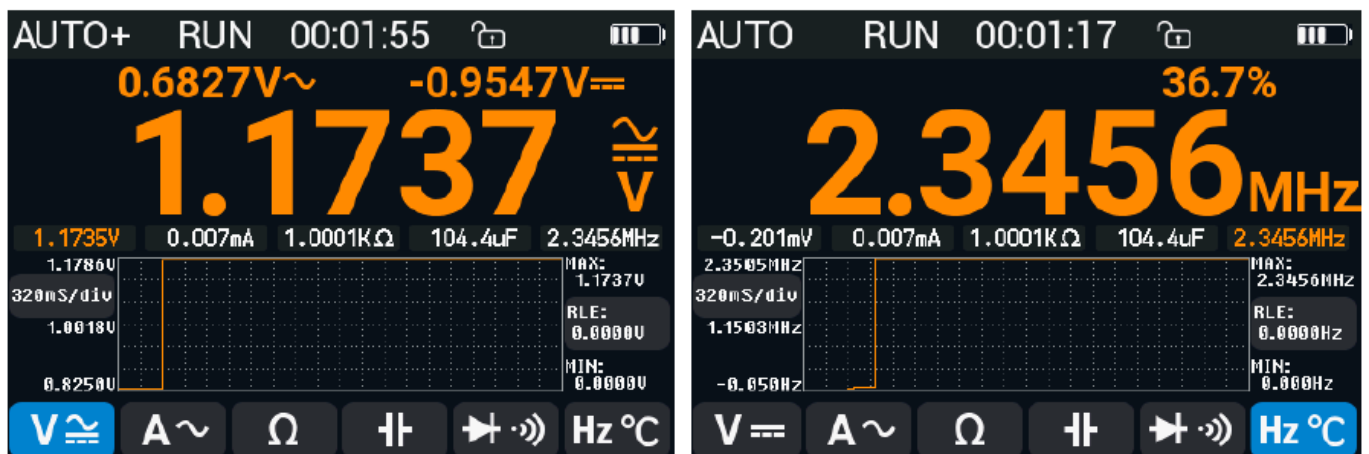 AUTO+ RUN 00:01:55
0.6827V~ -0.9547V
1.1737 V
1.1735V 0.007mA 1.0001KΩ 104.4uF 2.3456MHz
1.1786V
320mS/div
1.0018V
0.8250V
MAX:
1.1737V
RLE:
0.0000V
MIN:
0.0000V
V A~ Ω Hz °C
AUTO RUN 00:01:17
36.7%
2.3456MHz
-0.201mV 0.007mA 1.0001KΩ 104.4uF 2.3456MHz
2.3505MHz
320mS/div
1.1503MHz
-0.050Hz
MAX:
2.3456MHz
RLE:
0.0000Hz
MIN:
0.000Hz
V A~ Ω Hz °C